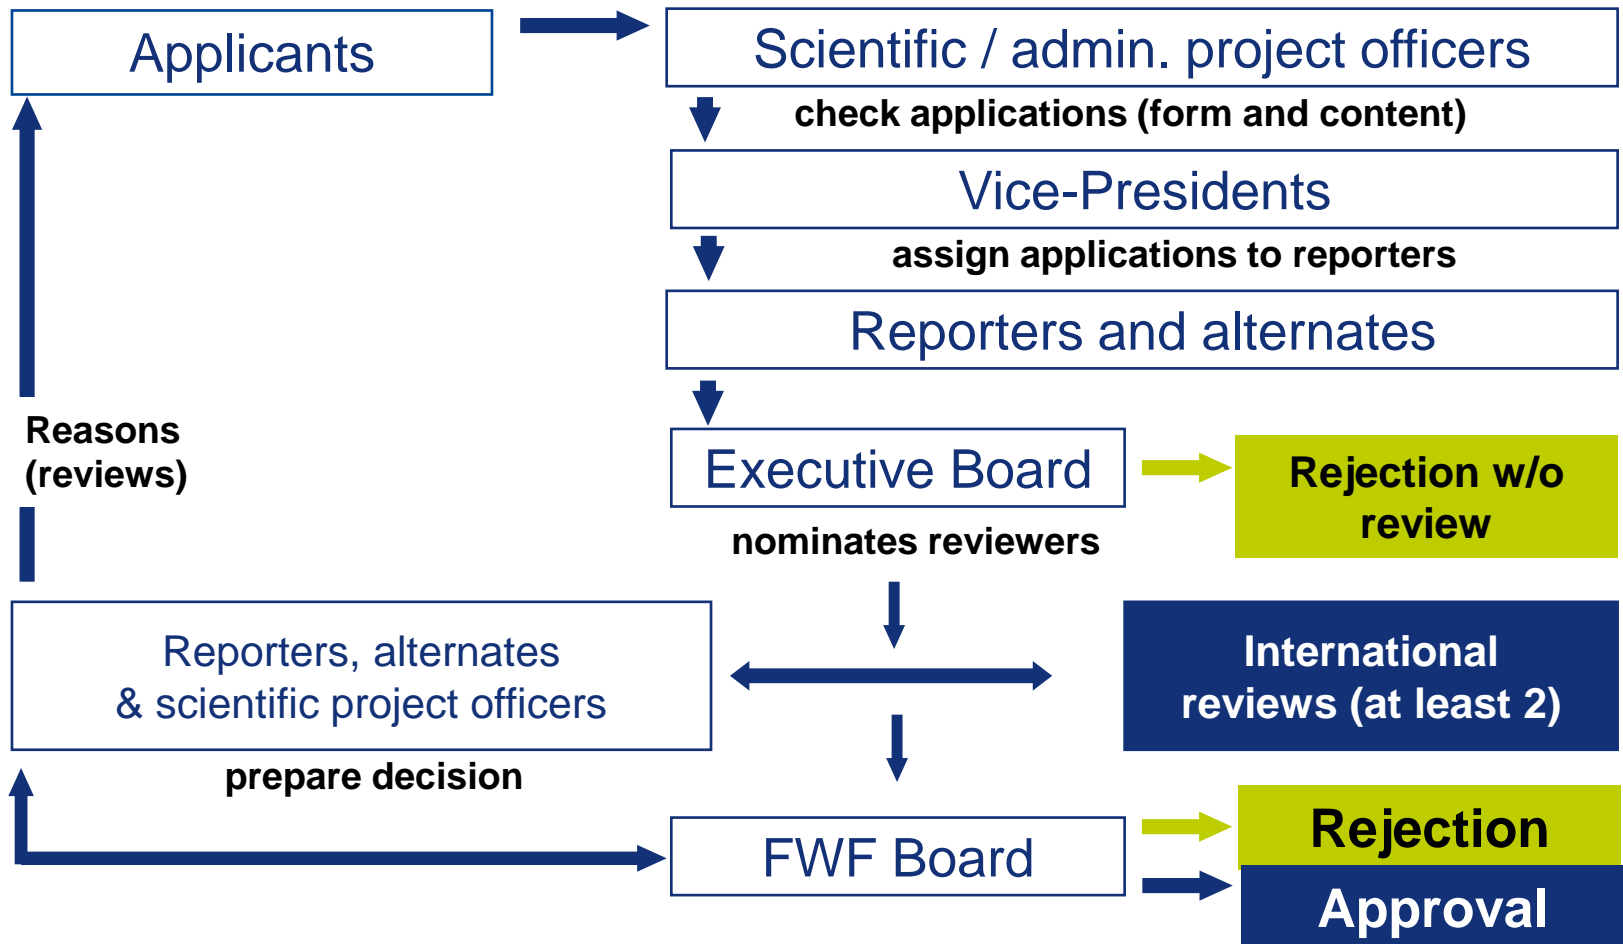 Applicants
Scientific / admin. project officers
check applications (form and content)
Vice-Presidents
assign applications to reporters
Reporters and alternates
Reasons
(reviews)
Executive Board
Rejection w/o
review
nominates reviewers
Reporters, alternates
& scientific project officers
International
reviews (at least 2)
prepare decision
FWF Board
Rejection
Approval